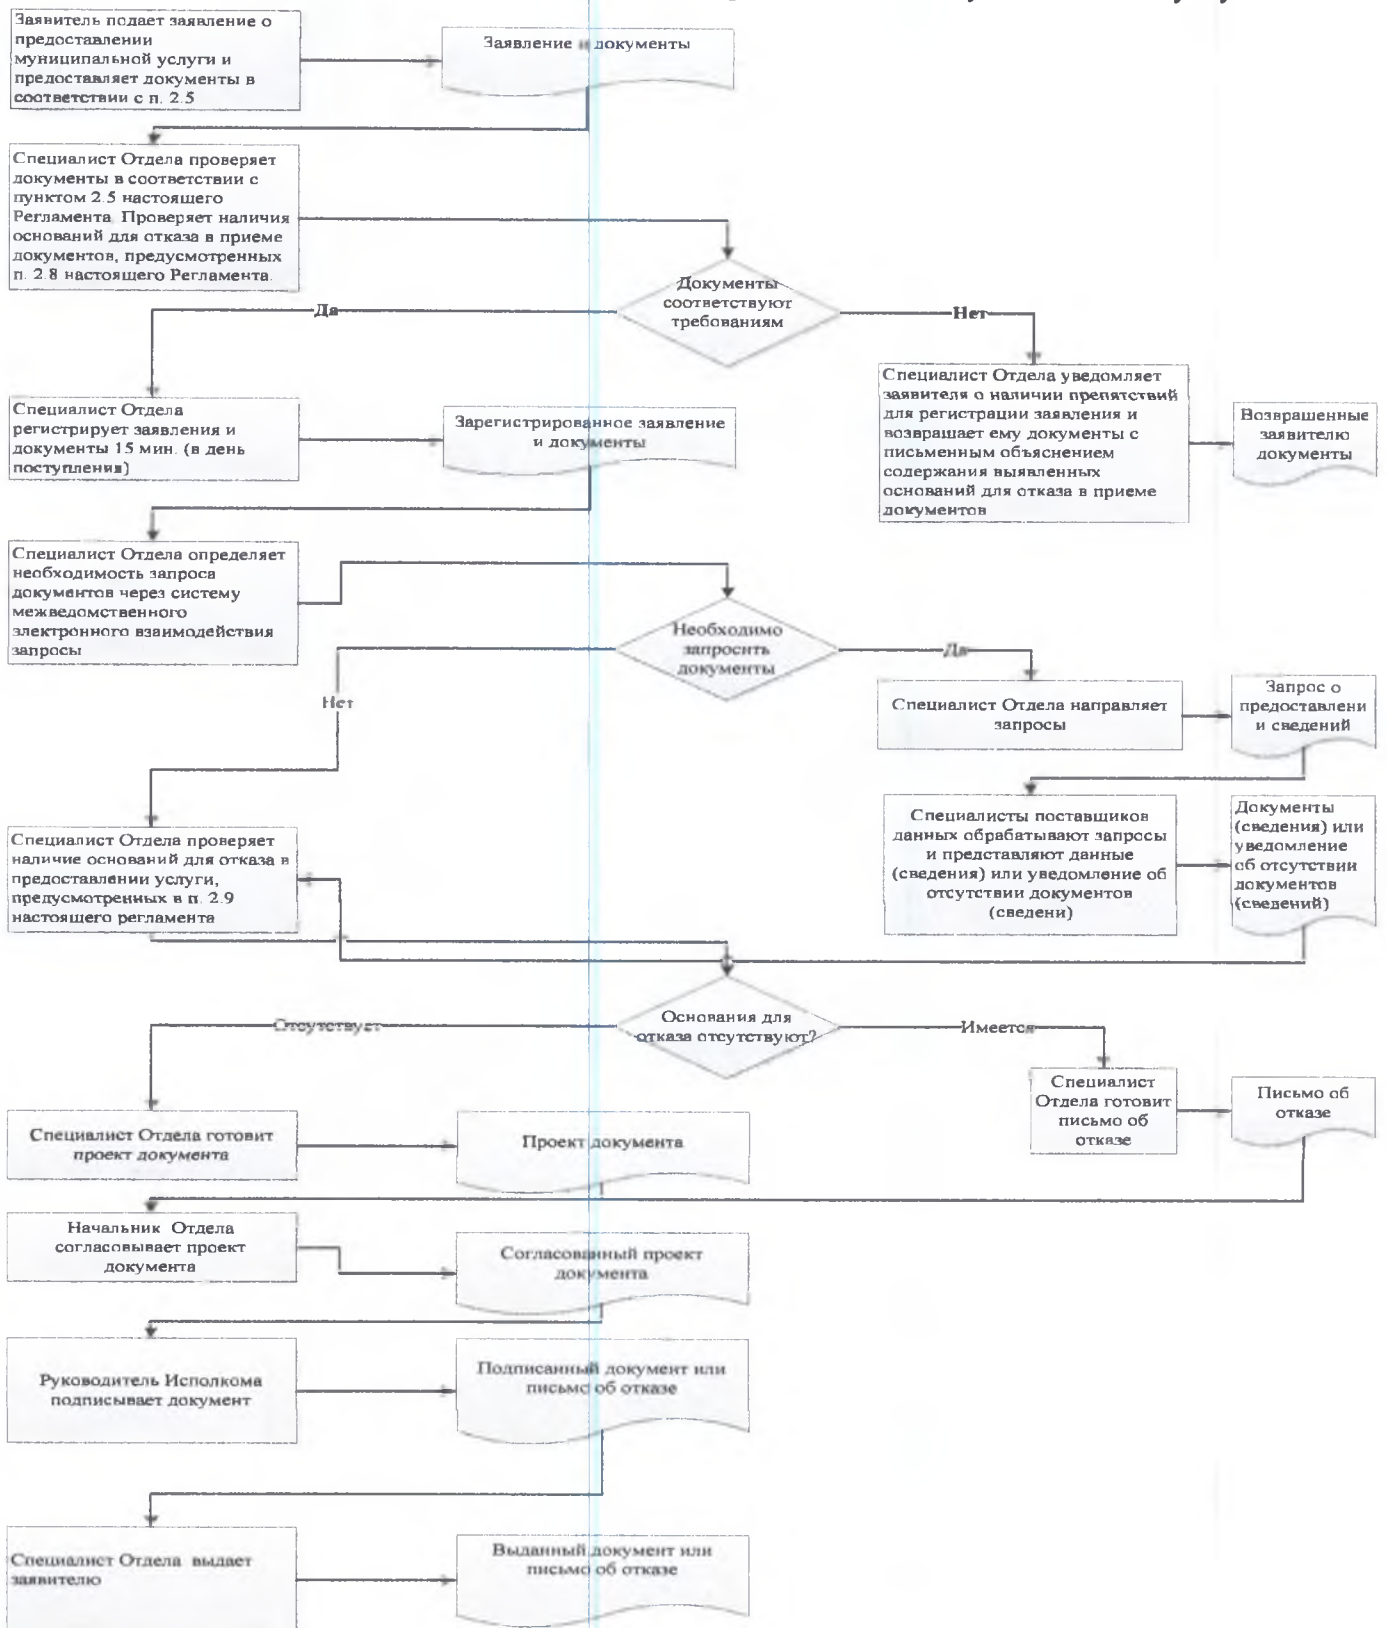 Заявитель подает заявление о
предоставлении
муниципальной услуги и
предоставляет документы в
соответствии с п. 2.5
Заявление и документы
Специалист Отдела проверяет
документы в соответствии с
пунктом 2.5 настоящего
Регламента. Проверяет наличия
оснований для отказа в приеме
документов, предусмотренных
п. 2.8 настоящего Регламента.
Документы
соответствуют
требованиям
Да
Нет
Специалист Отдела
регистрирует заявления и
документы 15 мин. (в день
поступления)
Зарегистрированное заявление
и документы
Специалист Отдела уведомляет
заявителя о наличии препятствий
для регистрации заявления и
возвращает ему документы с
письменным объяснением
содержания выявленных
оснований для отказа в приеме
документов
Возвращенные
заявителю
документы
Специалист Отдела определяет
необходимость запроса
документов через систему
межведомственного
электронного взаимодействия
запросы
Необходимо
запросить
документы
Да
Нет
Специалист Отдела направляет
запросы
Запрос о
предоставлени
и сведений
Специалисты поставщиков
данных обрабатывают запросы
и представляют данные
(сведения) или уведомление об
отсутствии документов
(сведени)
Документы
(сведения) или
уведомление
об отсутствии
документов
(сведений)
Специалист Отдела проверяет
наличие оснований для отказа в
предоставлении услуги,
предусмотренных в п. 2.9
настоящего регламента
Основания для
отказа отсутствуют?
Отсутствует
Имеется
Специалист
Отдела готовит
письмо об
отказе
Письмо об
отказе
Специалист Отдела готовит
проект документа
Проект документа
Начальник Отдела
согласовывает проект
документа
Согласованный проект
документа
Руководитель Исполкома
подписывает документ
Подписанный документ или
письмо об отказе
Специалист Отдела выдает
заявителю
Выданный документ или
письмо об отказе